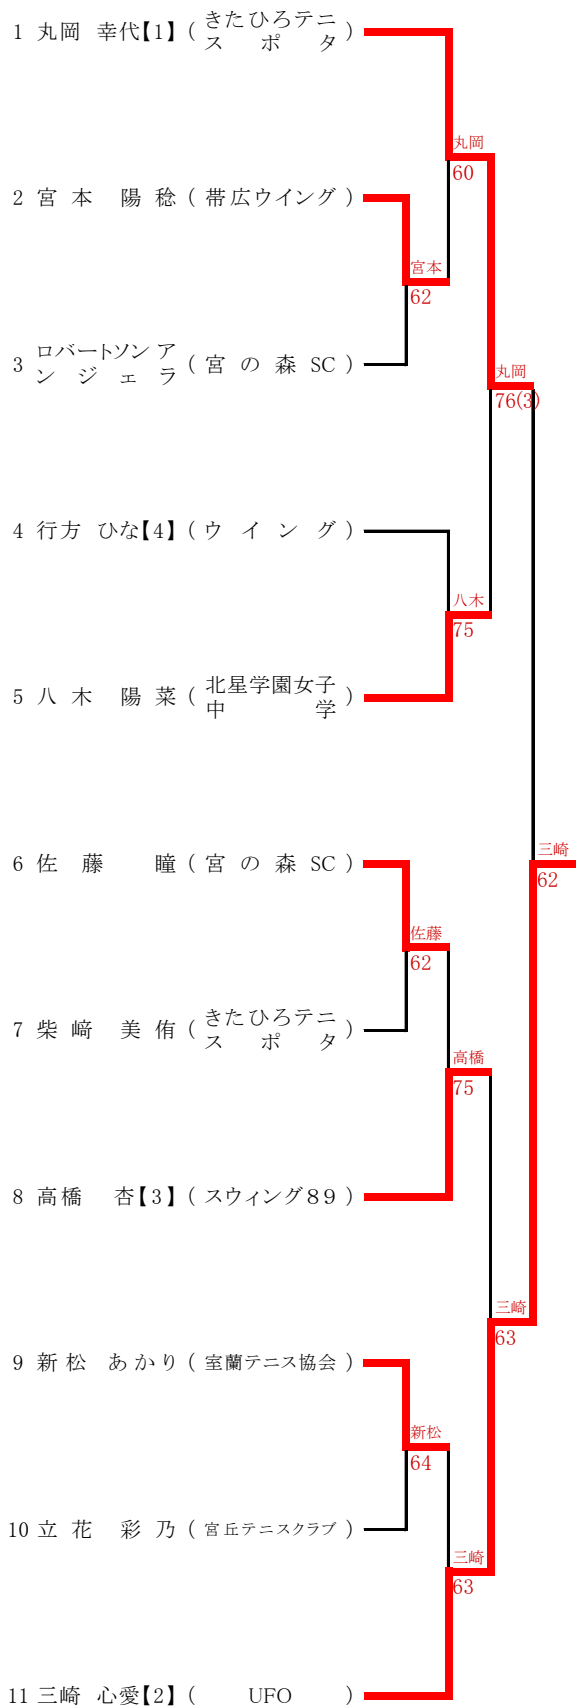 1 丸岡 幸代【1】 ( きたひろテニ
スポタ )
丸岡
60
2 宮本 陽稔 ( 帯広ウイング )
宮本
62
3 ロバートソン ア
ンジェラ ( 宮の森 SC )
丸岡
76(3)
4 行方 ひな【4】 ( ウイング )
八木
75
5 八木 陽菜 ( 北星学園女子
中学 )
6 佐藤 瞳 ( 宮の森 SC )
三崎
62
佐藤
62
7 柴﨑 美侑 ( きたひろテニ
スポタ )
高橋
75
8 高橋 杏【3】 ( スウィング89 )
三崎
63
9 新松 あかり ( 室蘭テニス協会 )
新松
64
10 立花 彩乃 ( 宮丘テニスクラブ )
三崎
63
11 三崎 心愛【2】 ( UFO )